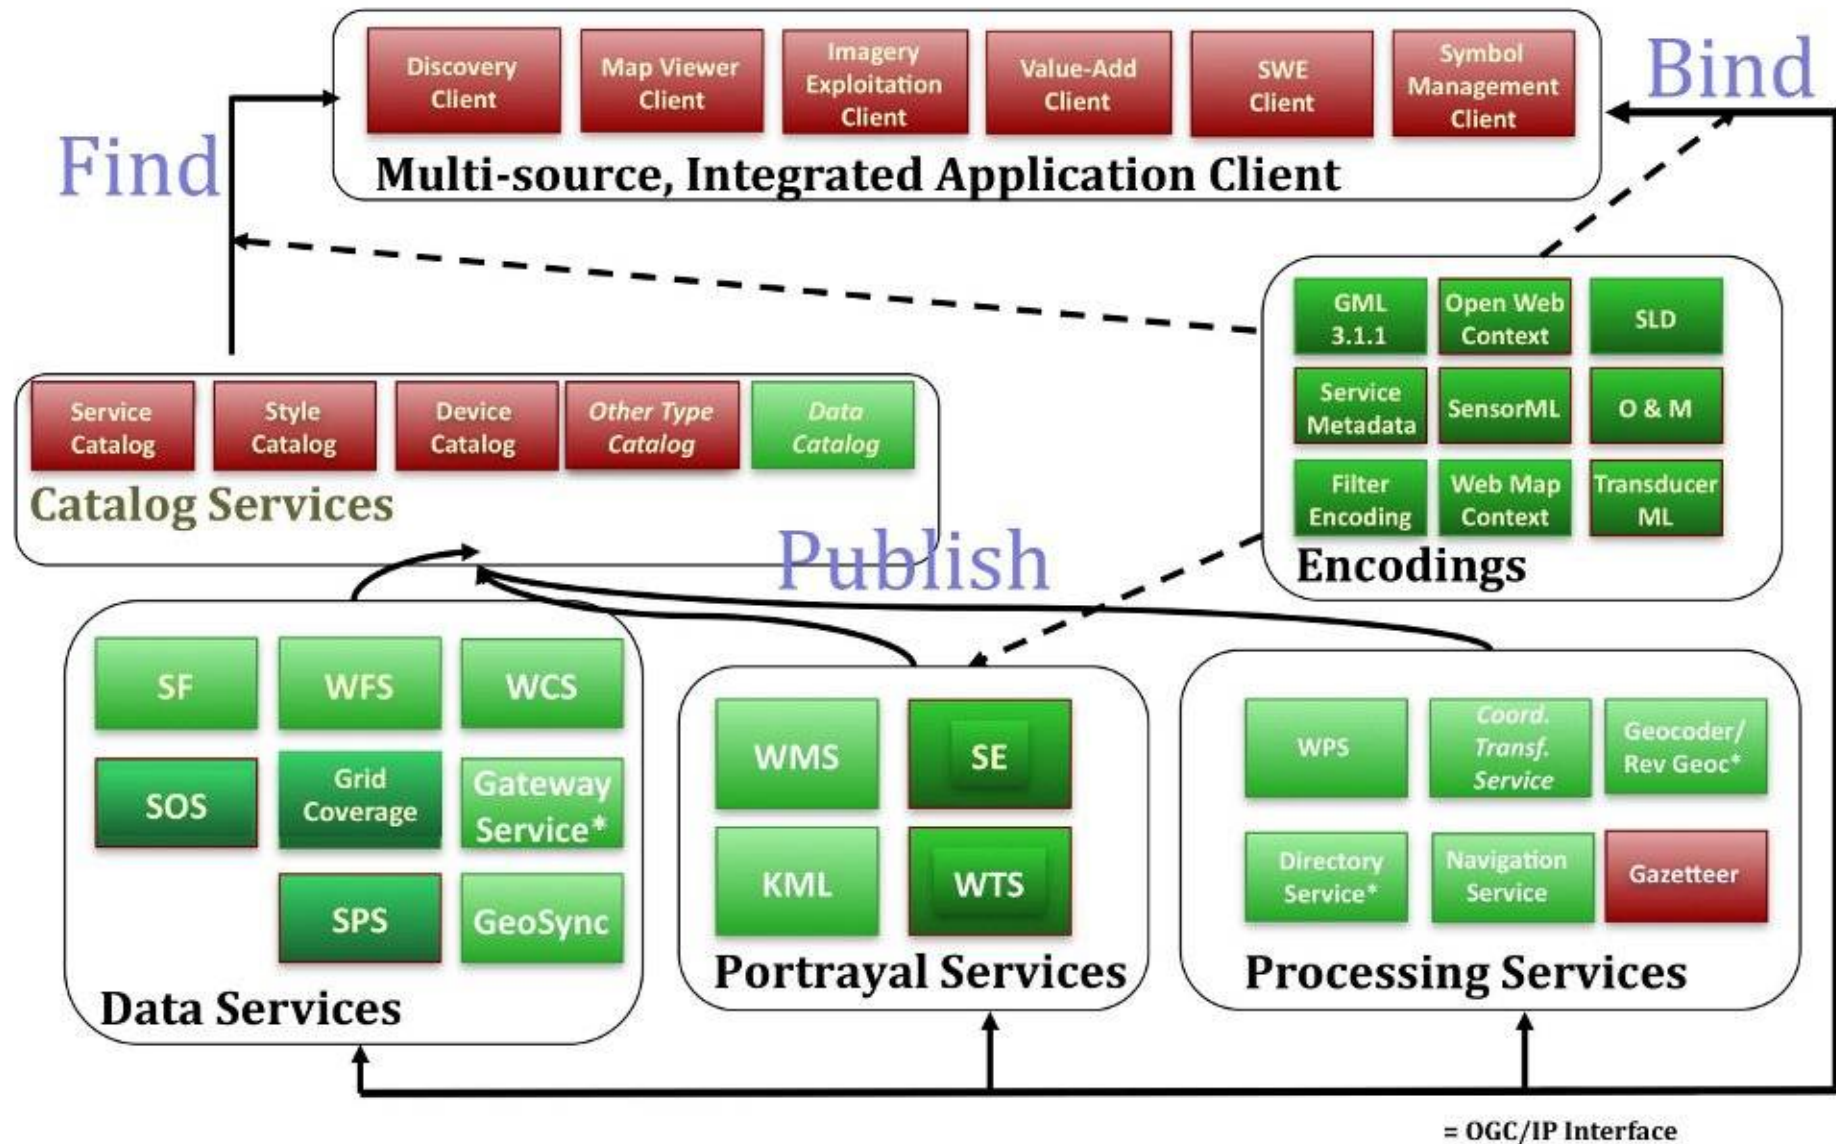 Discovery
Client
Map Viewer
Client
Imagery
Exploitation
Client
Value-Add
Client
SWE
Client
Symbol
Management
Client
Multi-source, Integrated Application Client
Bind
Find
GML
3.1.1
Open Web
Context
SLD
Service
Metadata
SensorML
O & M
Filter
Encoding
Web Map
Context
Transducer
ML
Encodings
Service
Catalog
Style
Catalog
Device
Catalog
Other Type
Catalog
Data
Catalog
Catalog Services
Publish
SF
WFS
WCS
SOS
Grid
Coverage
Gateway
Service*
SPS
GeoSync
Data Services
WMS
SE
KML
WTS
Portrayal Services
WPS
Coord.
Transf.
Service
Geocoder/
Rev Geoc*
Directory
Service*
Navigation
Service
Gazetteer
Processing Services
= OGC/IP Interface